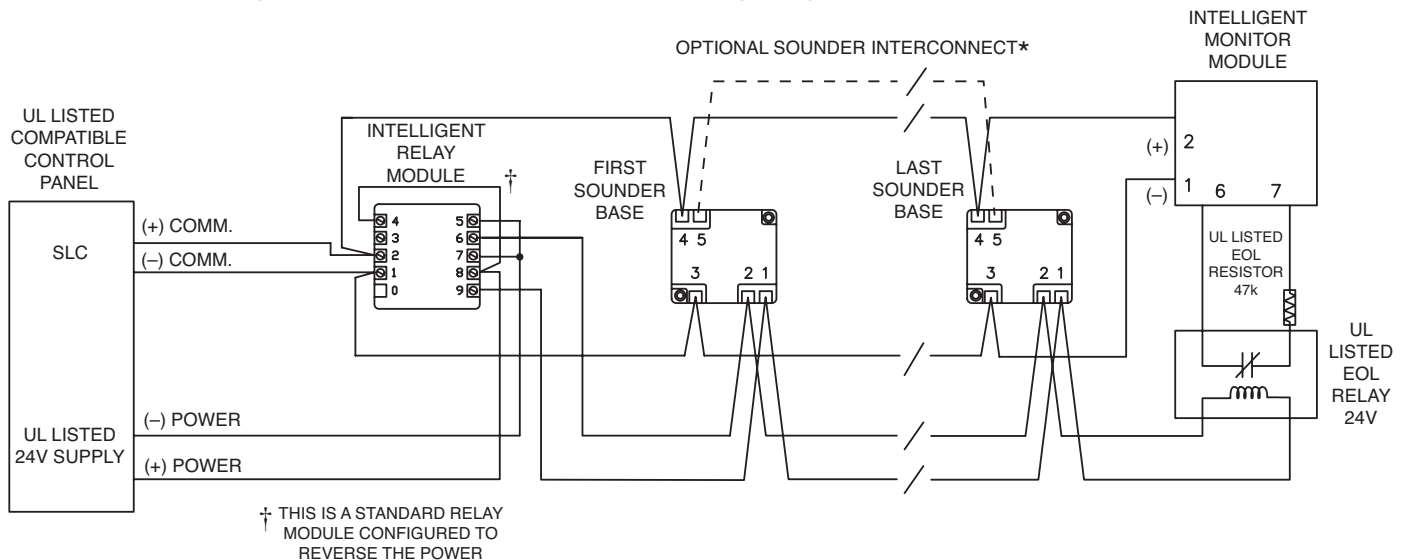 OPTIONAL SOUNDER INTERCONNECT*
INTELLIGENT
MONITOR
MODULE
UL LISTED
COMPATIBLE
CONTROL
PANEL
INTELLIGENT
RELAY
MODULE
†
FIRST
SOUNDER
BASE
LAST
SOUNDER
BASE
(+)
2
(–)
1
6
7
SLC
(+) COMM.
(–) COMM.
4
3
2
1
0
5
6
7
8
9
4 5
3
2 1
4 5
3
2 1
UL LISTED
EOL
RESISTOR
47k
UL
LISTED
EOL
RELAY
24V
UL LISTED
24V SUPPLY
(–) POWER
(+) POWER
† THIS IS A STANDARD RELAY
MODULE CONFIGURED TO
REVERSE THE POWER